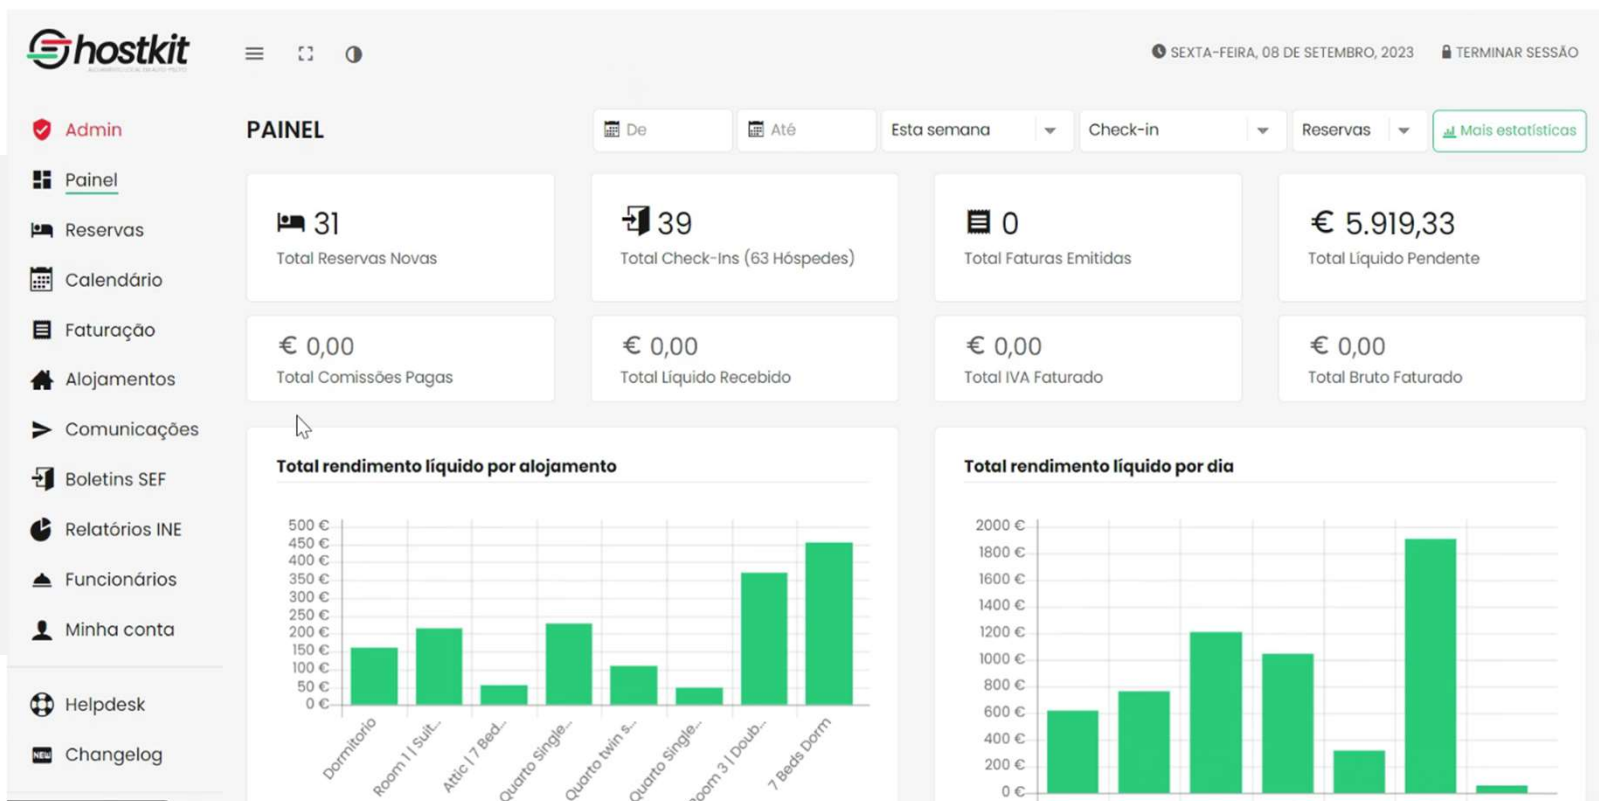 hostkit
SEXTA-FEIRA, 08 DE SETEMBRO, 2023
TERMINAR SESSÃO
Admin
Painel
Reservas
Calendário
Faturação
Alojamentos
Comunicações
Boletins SEF
Relatórios INE
Funcionários
Minha conta
Helpdesk
NEW
Changelog
PAINEL
De
Até
Esta semana
Check-in
Reservas
Mais estatísticas
31
Total Reservas Novas
39
Total Check-Ins (63 Hóspedes)
0
Total Faturas Emitidas
€ 5.919,33
Total Líquido Pendente
€ 0,00
Total Comissões Pagas
€ 0,00
Total Líquido Recebido
€ 0,00
Total IVA Faturado
€ 0,00
Total Bruto Faturado
Total rendimento líquido por alojamento
500 €
450 €
400 €
350 €
300 €
250 €
200 €
150 €
100 €
50 €
0 €
Dormitorio
Room 1 | Suit...
Attic | 7 Bed...
Quarto Single...
Quarto twin s...
Quarto Single...
Room 3 | Doub...
7 Beds Dorm
Total rendimento líquido por dia
2000 €
1800 €
1600 €
1400 €
1200 €
1000 €
800 €
600 €
400 €
200 €
0 €